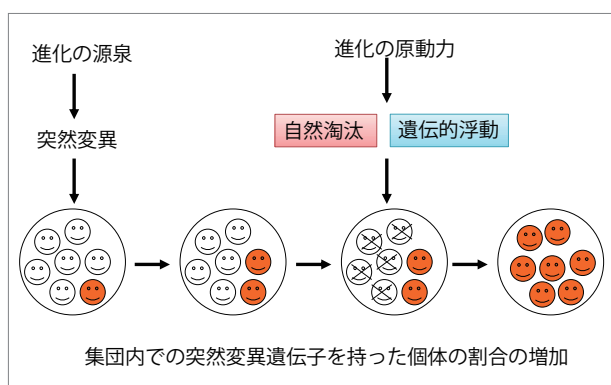 進化の源泉
突然変異
進化の原動力
自然淘汰
遺伝的浮動
集団内での突然変異遺伝子を持った個体の割合の増加